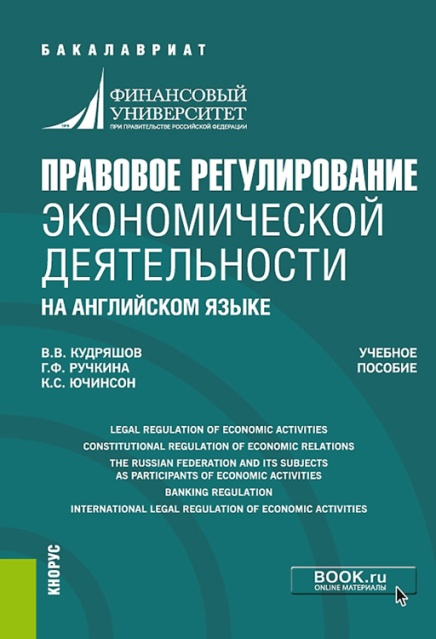 БАКАЛАВРИАТ
ФИНАНСОВЫЙ
УНИВЕРСИТЕТ
ПРИ ПРАВИТЕЛЬСТВЕ РОССИЙСКОЙ ФЕДЕРАЦИИ
ПРАВОВОЕ РЕГУЛИРОВАНИЕ
ЭКОНОМИЧЕСКОЙ
ДЕЯТЕЛЬНОСТИ
НА АНГЛИЙСКОМ ЯЗЫКЕ
В.В. КУДРЯШОВ
Г.Ф. РУЧКИНА
К.С. ЮЧИНСОН
УЧЕБНОЕ
ПОСОБИЕ
LEGAL REGULATION OF ECONOMIC ACTIVITIES
CONSTITUTIONAL REGULATION OF ECONOMIC RELATIONS
THE RUSSIAN FEDERATION AND ITS SUBJECTS
AS PARTICIPANTS OF ECONOMIC ACTIVITIES
BANKING REGULATION
INTERNATIONAL LEGAL REGULATION OF ECONOMIC ACTIVITIES
КНОРУС
BOOK.ru
ONLINE МАТЕРИАЛЫ